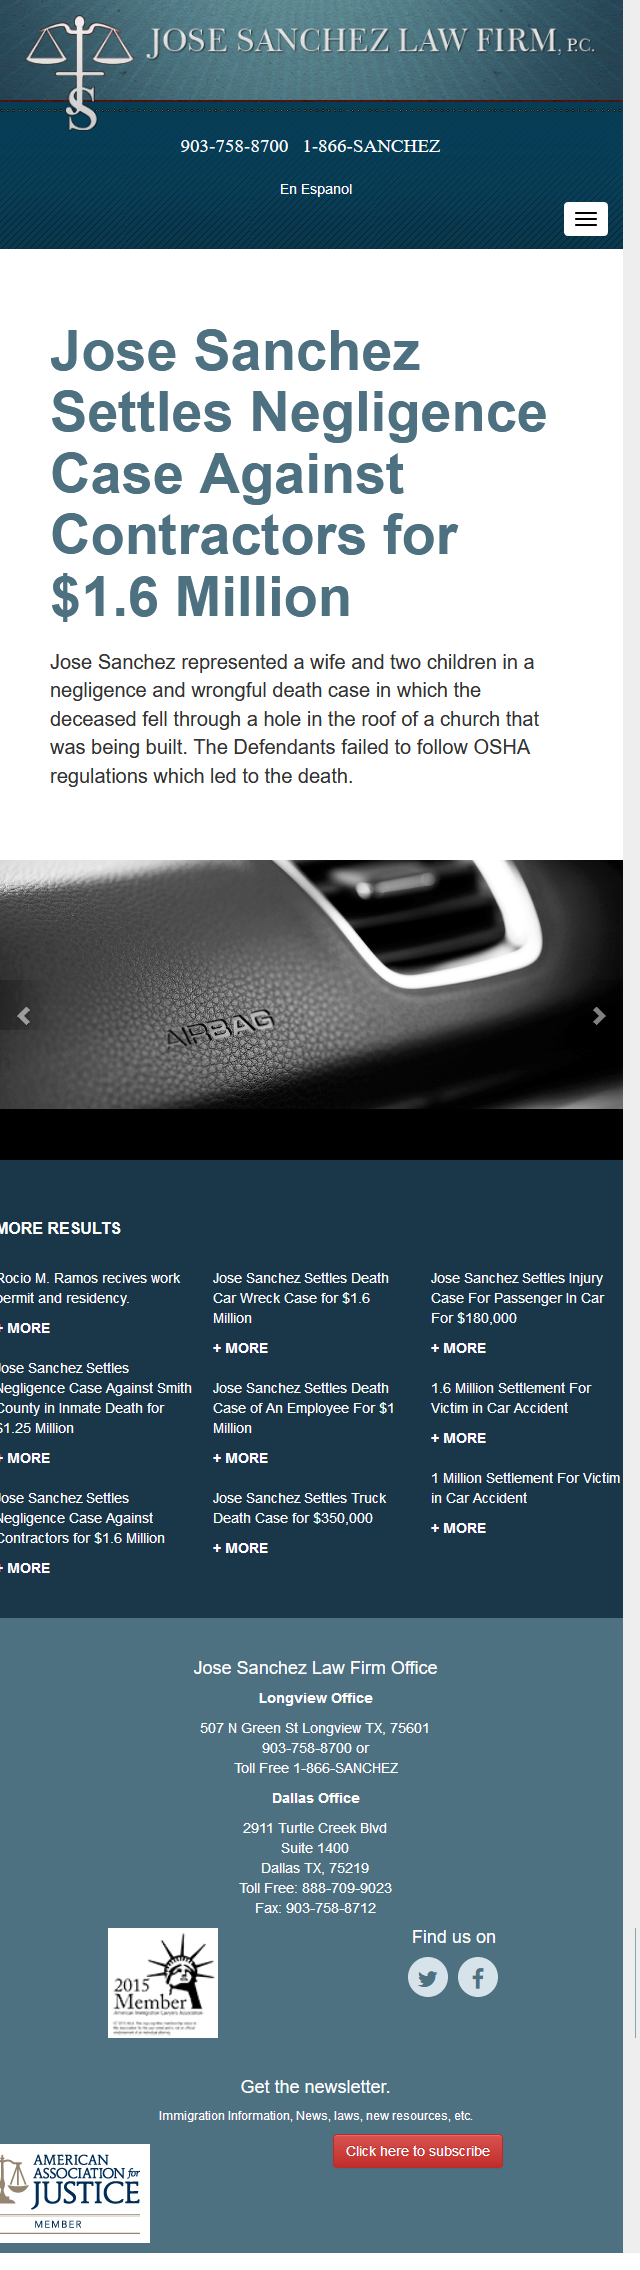 JOSE SANCHEZ LAW FIRM, P.C.
903-758-8700 1-866-SANCHEZ
En Espanol
Jose Sanchez
Settles Negligence
Case Against
Contractors for
$1.6 Million
Jose Sanchez represented a wife and two children in a
negligence and wrongful death case in which the
deceased fell through a hole in the roof of a church that
was being built. The Defendants failed to follow OSHA
regulations which led to the death.
AIRBAG
MORE RESULTS
Rocio M. Ramos recives work
permit and residency.
+ MORE
Jose Sanchez Settles
Negligence Case Against Smith
County in Inmate Death for
$1.25 Million
+ MORE
Jose Sanchez Settles
Negligence Case Against
Contractors for $1.6 Million
+ MORE
Jose Sanchez Settles Death
Car Wreck Case for $1.6
Million
+ MORE
Jose Sanchez Settles Death
Case of An Employee For $1
Million
+ MORE
Jose Sanchez Settles Truck
Death Case for $350,000
+ MORE
Jose Sanchez Settles Injury
Case For Passenger In Car
For $180,000
+ MORE
1.6 Million Settlement For
Victim in Car Accident
+ MORE
1 Million Settlement For Victim
in Car Accident
+ MORE
Jose Sanchez Law Firm Office
Longview Office
507 N Green St Longview TX, 75601
903-758-8700 or
Toll Free 1-866-SANCHEZ
Dallas Office
2911 Turtle Creek Blvd
Suite 1400
Dallas TX, 75219
Toll Free: 888-709-9023
Fax: 903-758-8712
2015
Member
American Immigration Lawyers Association
Find us on
Get the newsletter.
Immigration Information, News, laws, new resources, etc.
Click here to subscribe
AMERICAN
ASSOCIATION for
JUSTICE
MEMBER